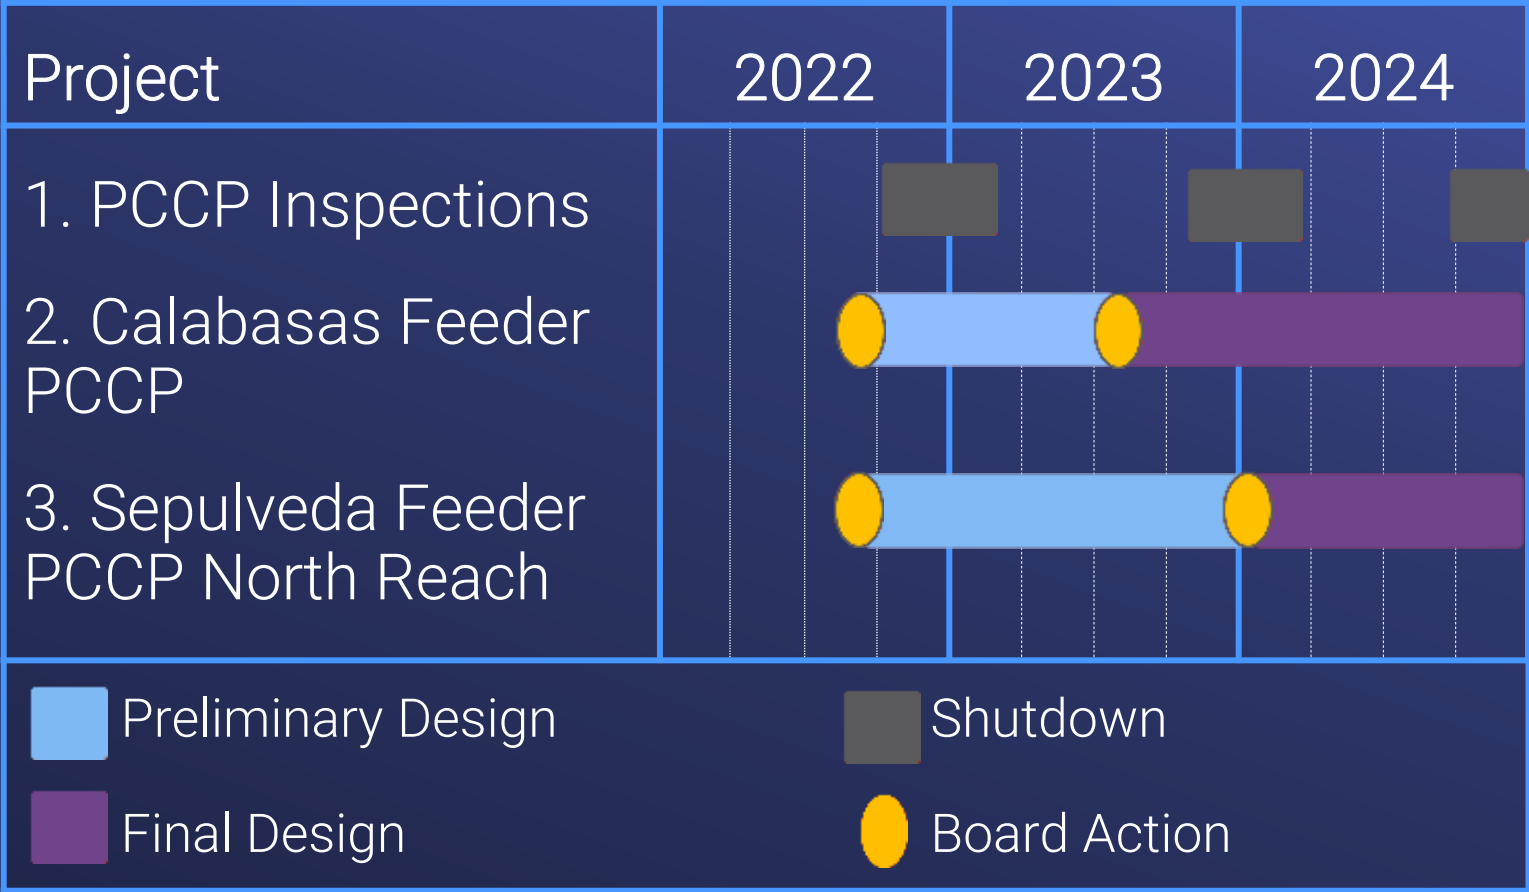 Project
2022
2023
2024
1. PCCP Inspections
2. Calabasas Feeder
PCCP
3. Sepulveda Feeder
PCCP North Reach
Preliminary Design
Shutdown
Final Design
Board Action